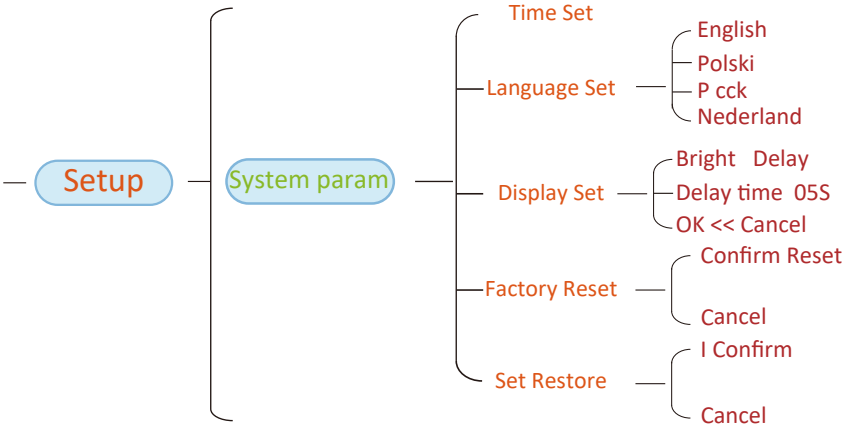 Setup
System param
Time Set
Language Set
English
Polski
P cck
Nederland
Display Set
Bright Delay
Delay time 05S
OK << Cancel
Factory Reset
Confirm Reset
Cancel
Set Restore
I Confirm
Cancel